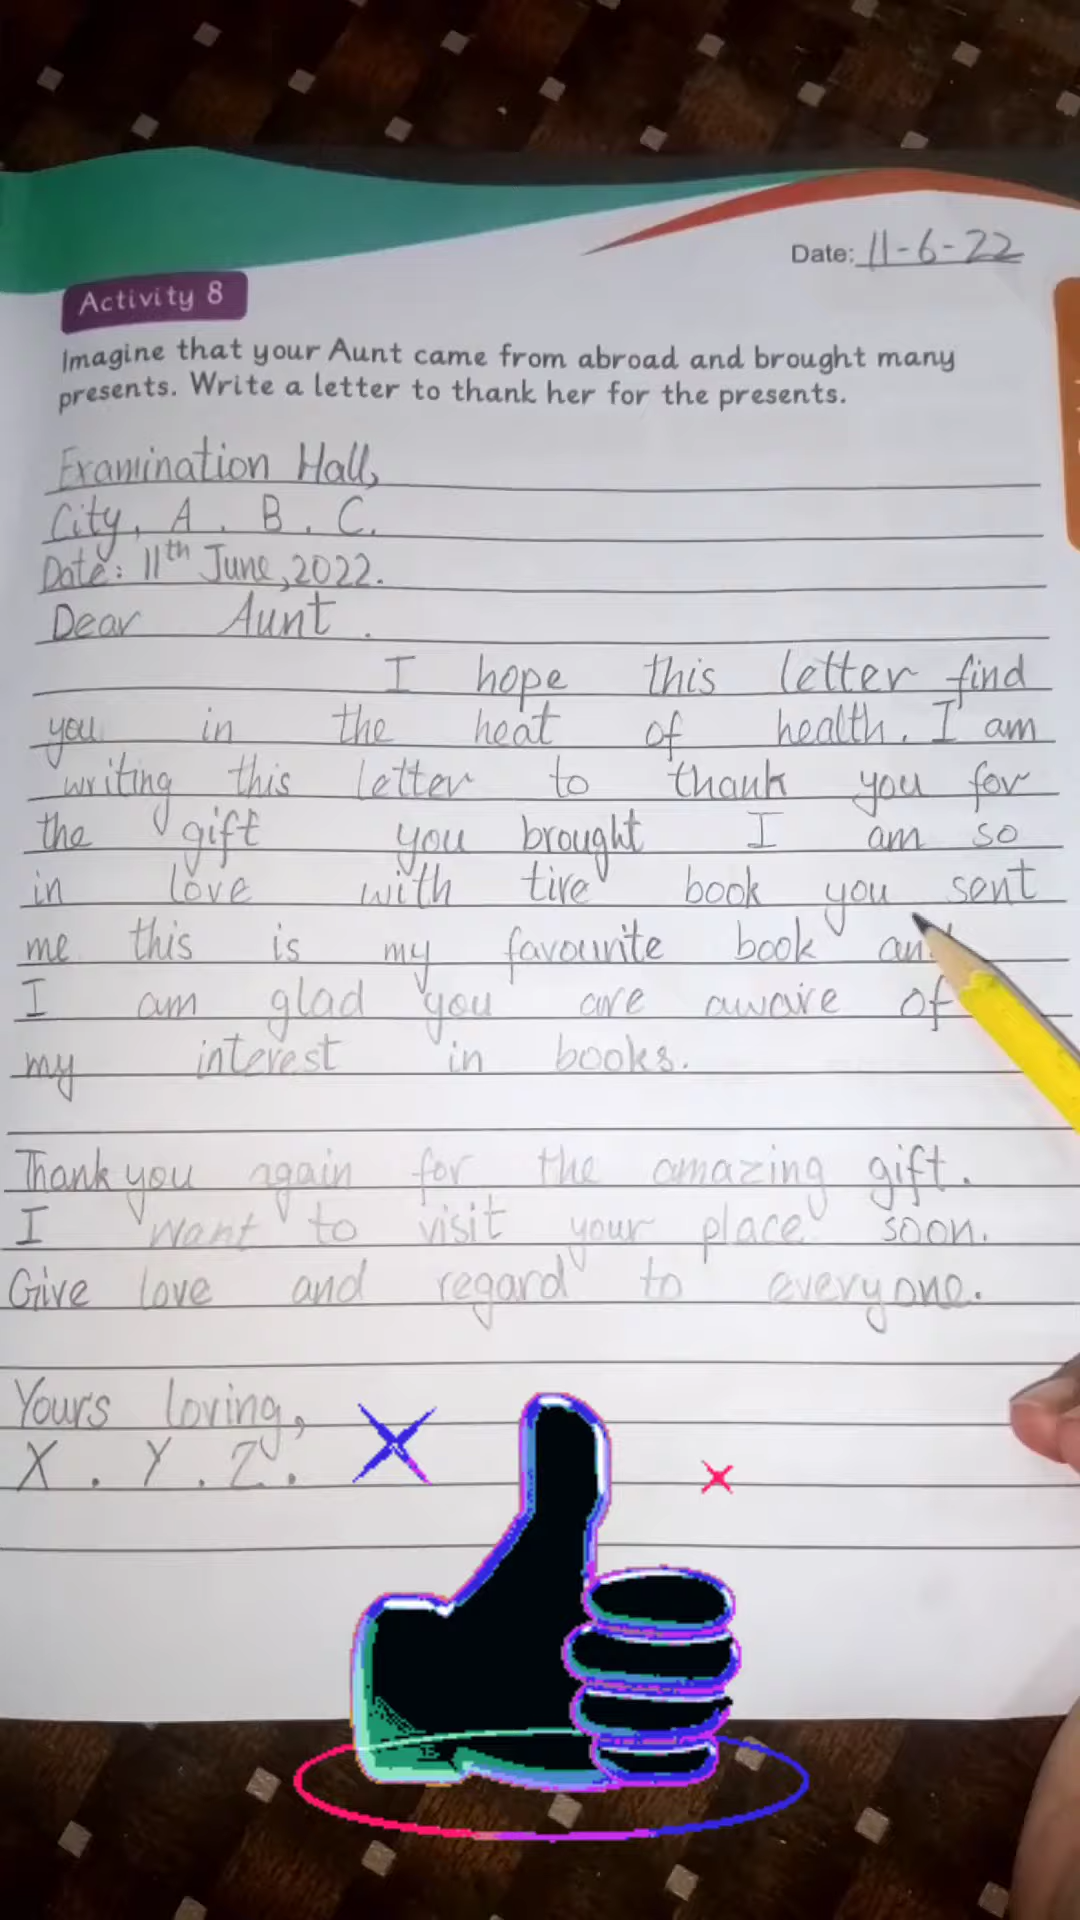 Date: 11-6-22
Activity 8
Imagine that your Aunt came from abroad and brought many
presents. Write a letter to thank her for the presents.
Examination Hall,
City, A . B . C.
Date: 11th June, 2022.
Dear Aunt .
I hope this letter find
you in the heat of health. I am
writing this letter to thank you for
the gift you brought I am so
in love with tire book you sent
me this is my favourite book and
I am glad you are aware of
my interest in books.
Thank you again for the amazing gift.
I want to visit your place soon.
Give love and regard to everyone.
Yours loving,
X . Y . Z .